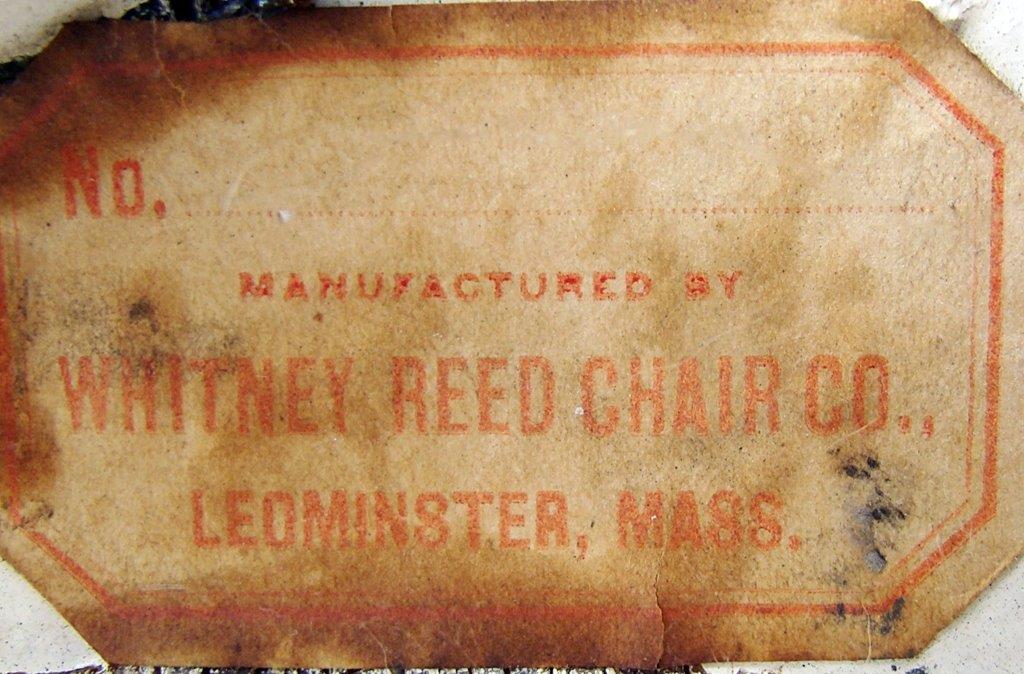 No.
MANUFACTURED BY
WHITNEY REED CHAIR CO.,
LEOMINSTER, MASS.